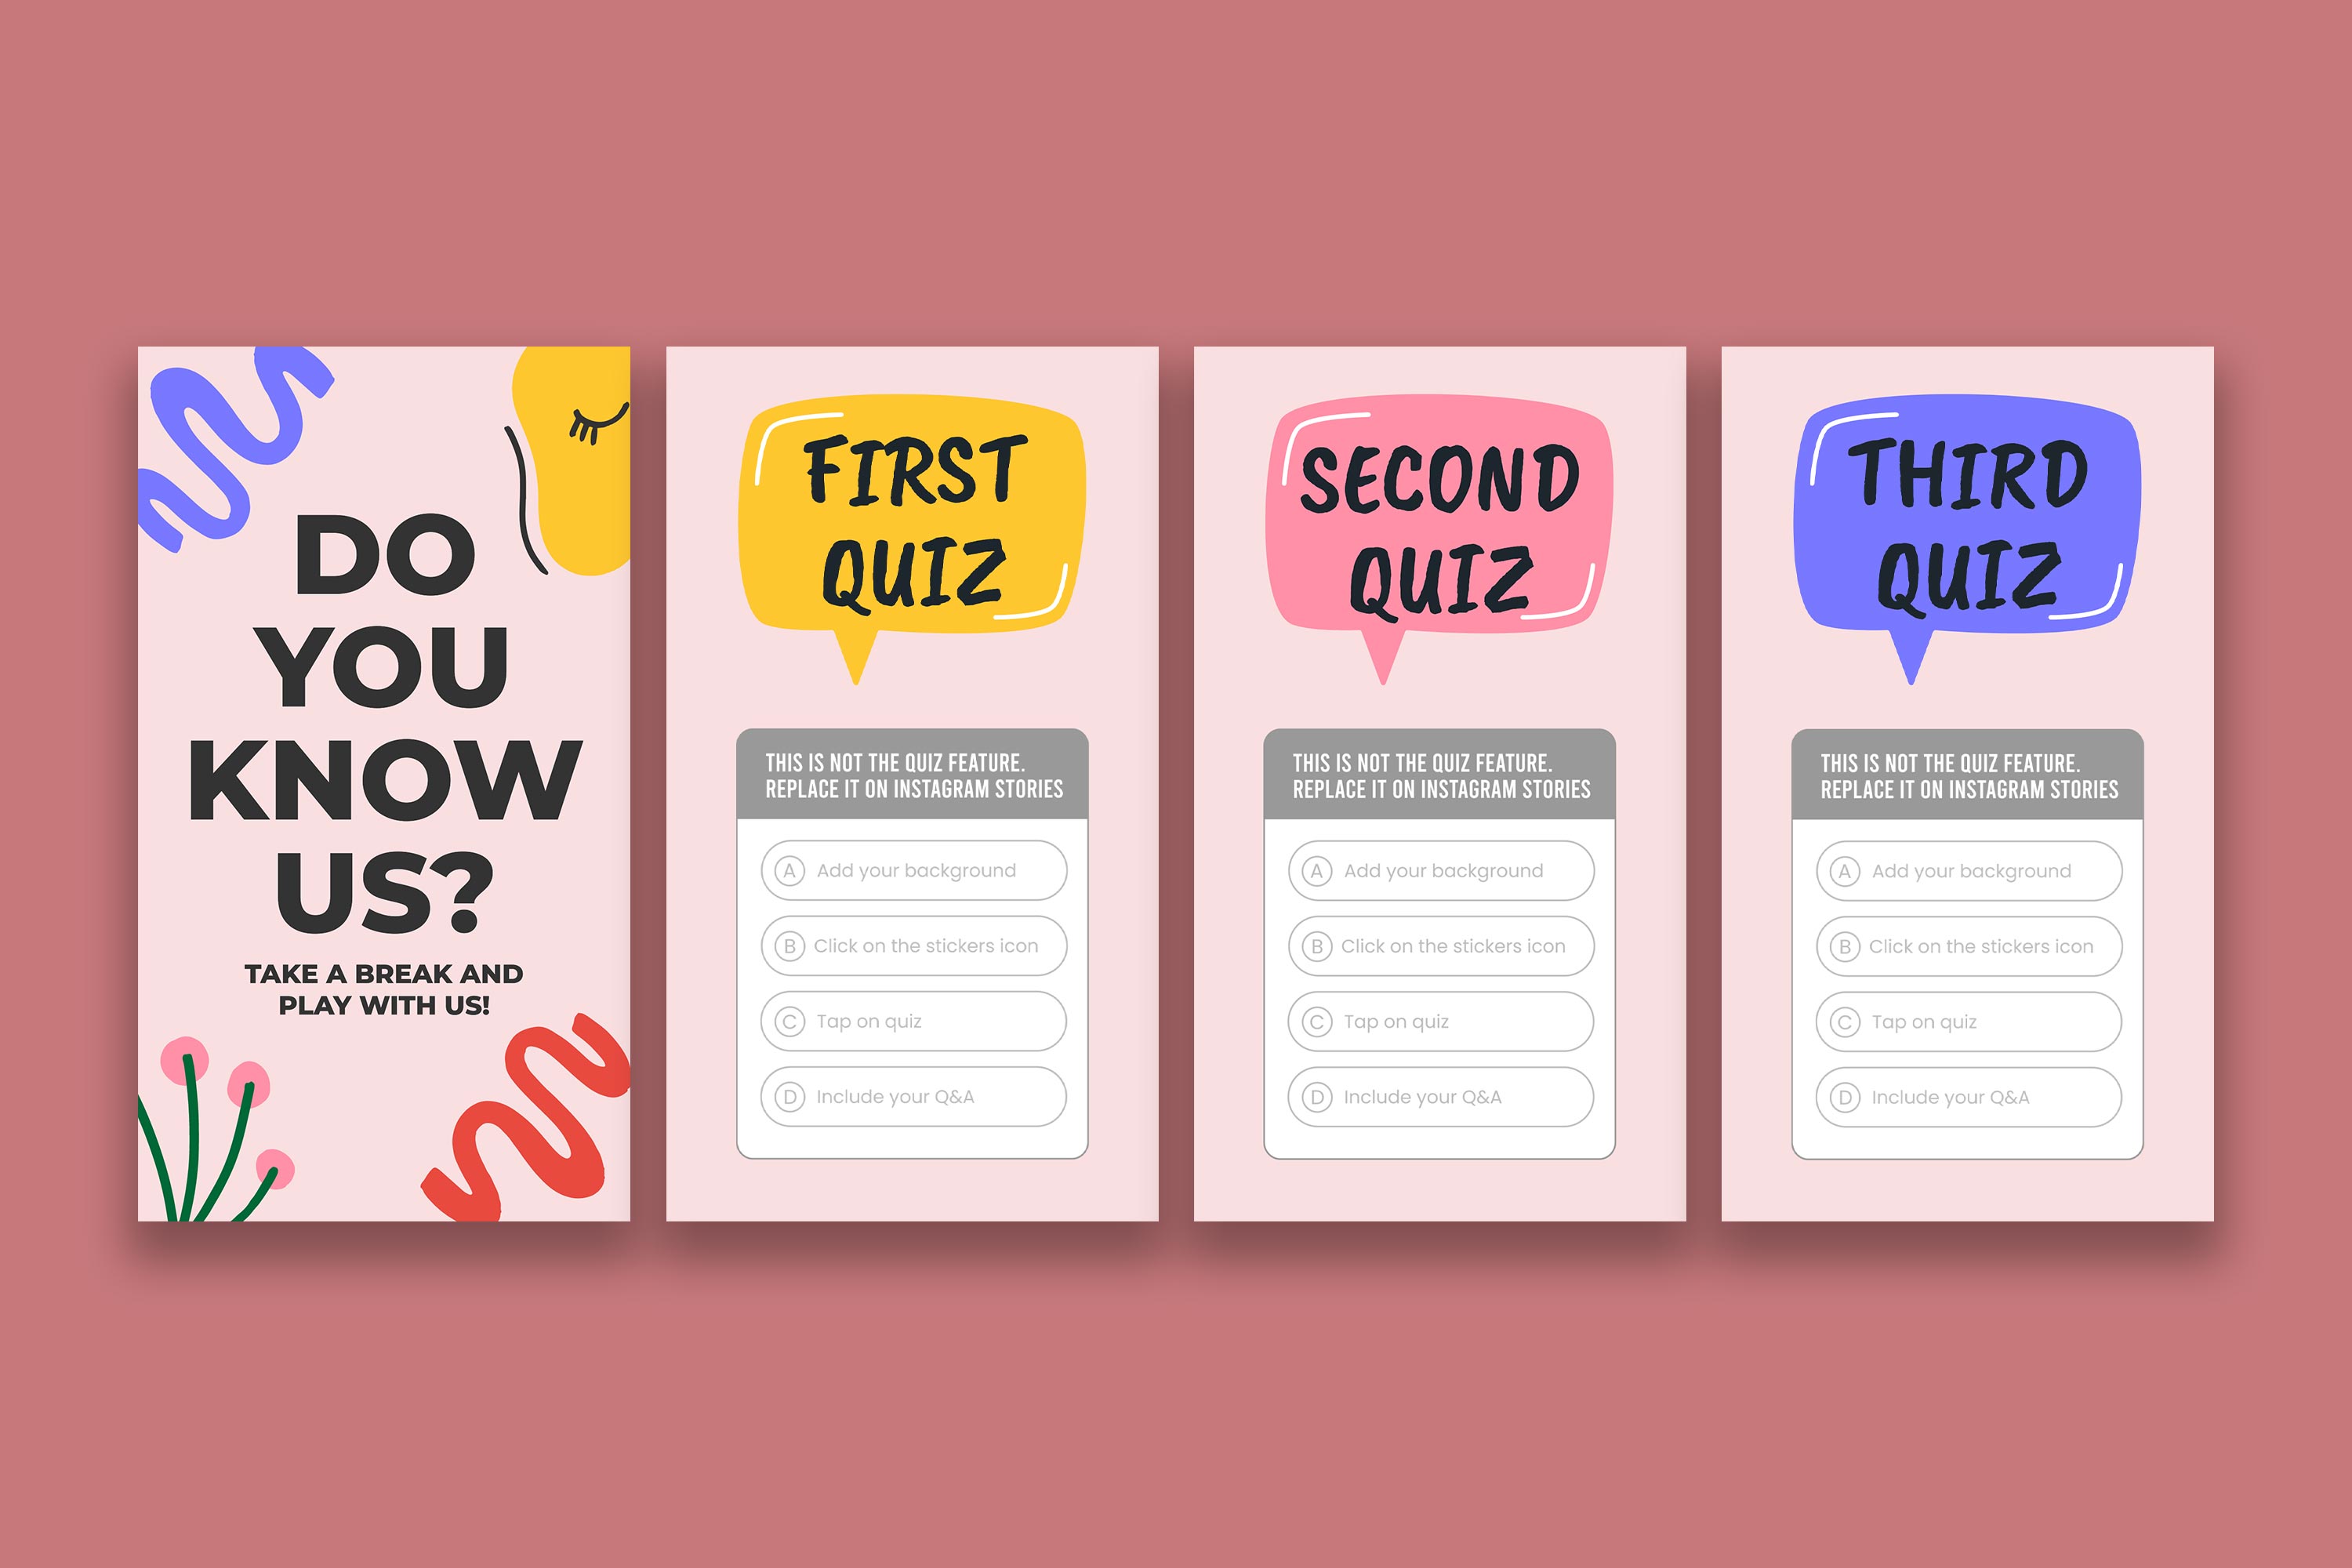 DO
YOU
KNOW
US?
TAKE A BREAK AND
PLAY WITH US!
FIRST
QUIZ
THIS IS NOT THE QUIZ FEATURE.
REPLACE IT ON INSTAGRAM STORIES
A Add your background
B Click on the stickers icon
C Tap on quiz
D Include your Q&A
SECOND
QUIZ
THIS IS NOT THE QUIZ FEATURE.
REPLACE IT ON INSTAGRAM STORIES
A Add your background
B Click on the stickers icon
C Tap on quiz
D Include your Q&A
THIRD
QUIZ
THIS IS NOT THE QUIZ FEATURE.
REPLACE IT ON INSTAGRAM STORIES
A Add your background
B Click on the stickers icon
C Tap on quiz
D Include your Q&A